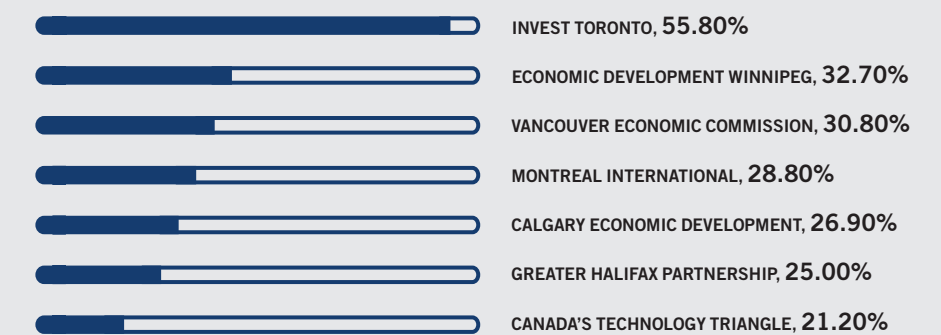 INVEST TORONTO, 55.80%
ECONOMIC DEVELOPMENT WINNIPEG, 32.70%
VANCOUVER ECONOMIC COMMISSION, 30.80%
MONTREAL INTERNATIONAL, 28.80%
CALGARY ECONOMIC DEVELOPMENT, 26.90%
GREATER HALIFAX PARTNERSHIP, 25.00%
CANADA'S TECHNOLOGY TRIANGLE, 21.20%